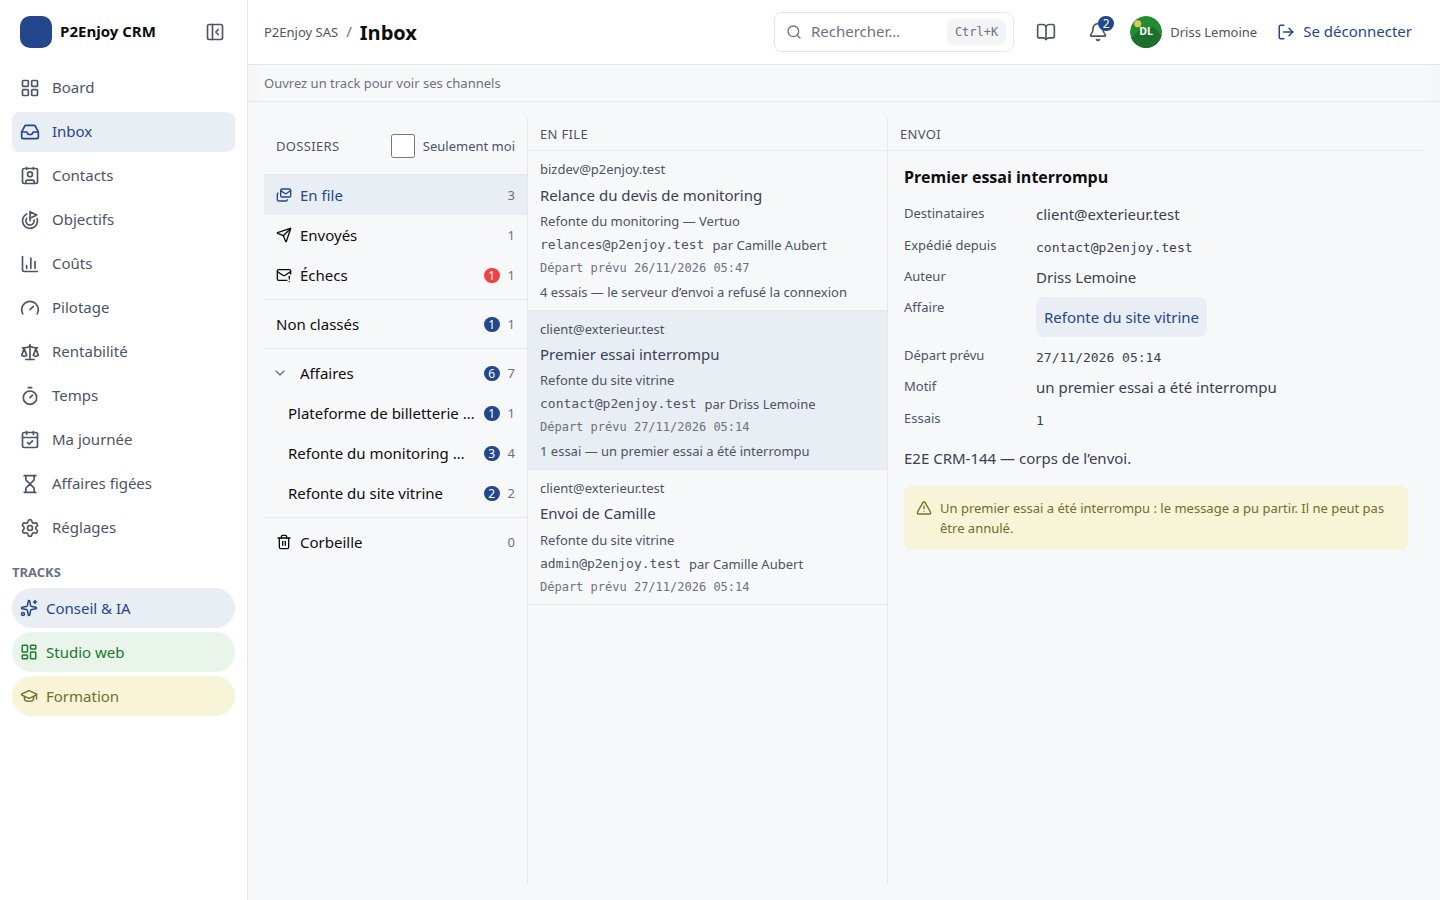 P2Enjoy CRM
Board
Inbox
Contacts
Objectifs
Coûts
Pilotage
Rentabilité
Temps
Ma journée
Affaires figées
Réglages
TRACKS
Conseil & IA
Studio web
Formation
P2Enjoy SAS / Inbox
Rechercher... Ctrl+K
2
DL Driss Lemoine
Se déconnecter
Ouvrez un track pour voir ses channels
DOSSIERS Seulement moi
En file 3
Envoyés 1
Échecs 1 1
Non classés 1 1
Affaires 6 7
Plateforme de billetterie ... 1 1
Refonte du monitoring ... 3 4
Refonte du site vitrine 2 2
Corbeille 0
EN FILE
bizdev@p2enjoy.test
Relance du devis de monitoring
Refonte du monitoring — Vertuo
relances@p2enjoy.test par Camille Aubert
Départ prévu 26/11/2026 05:47
4 essais — le serveur d’envoi a refusé la connexion
client@exterieur.test
Premier essai interrompu
Refonte du site vitrine
contact@p2enjoy.test par Driss Lemoine
Départ prévu 27/11/2026 05:14
1 essai — un premier essai a été interrompu
client@exterieur.test
Envoi de Camille
Refonte du site vitrine
admin@p2enjoy.test par Camille Aubert
Départ prévu 27/11/2026 05:14
ENVOI
Premier essai interrompu
Destinataires client@exterieur.test
Expédié depuis contact@p2enjoy.test
Auteur Driss Lemoine
Affaire Refonte du site vitrine
Départ prévu 27/11/2026 05:14
Motif un premier essai a été interrompu
Essais 1
E2E CRM-144 — corps de l’envoi.
Un premier essai a été interrompu : le message a pu partir. Il ne peut pas
être annulé.